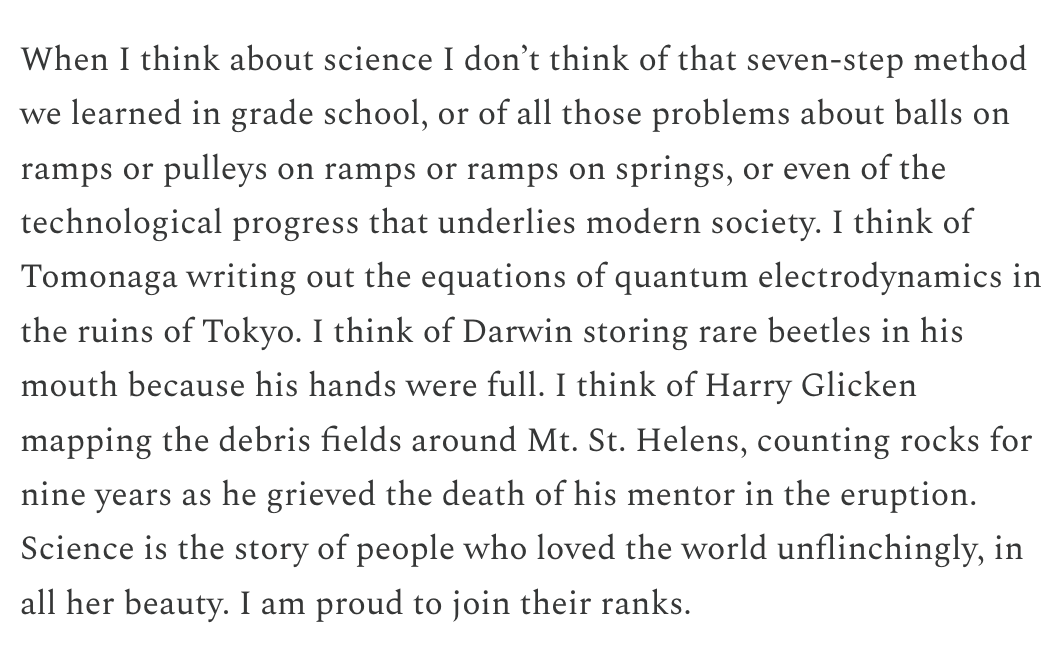 When I think about science I don’t think of that seven-step method
we learned in grade school, or of all those problems about balls on
ramps or pulleys on ramps or ramps on springs, or even of the
technological progress that underlies modern society. I think of
Tomonaga writing out the equations of quantum electrodynamics in
the ruins of Tokyo. I think of Darwin storing rare beetles in his
mouth because his hands were full. I think of Harry Glicken
mapping the debris fields around Mt. St. Helens, counting rocks for
nine years as he grieved the death of his mentor in the eruption.
Science is the story of people who loved the world unflinchingly, in
all her beauty. I am proud to join their ranks.